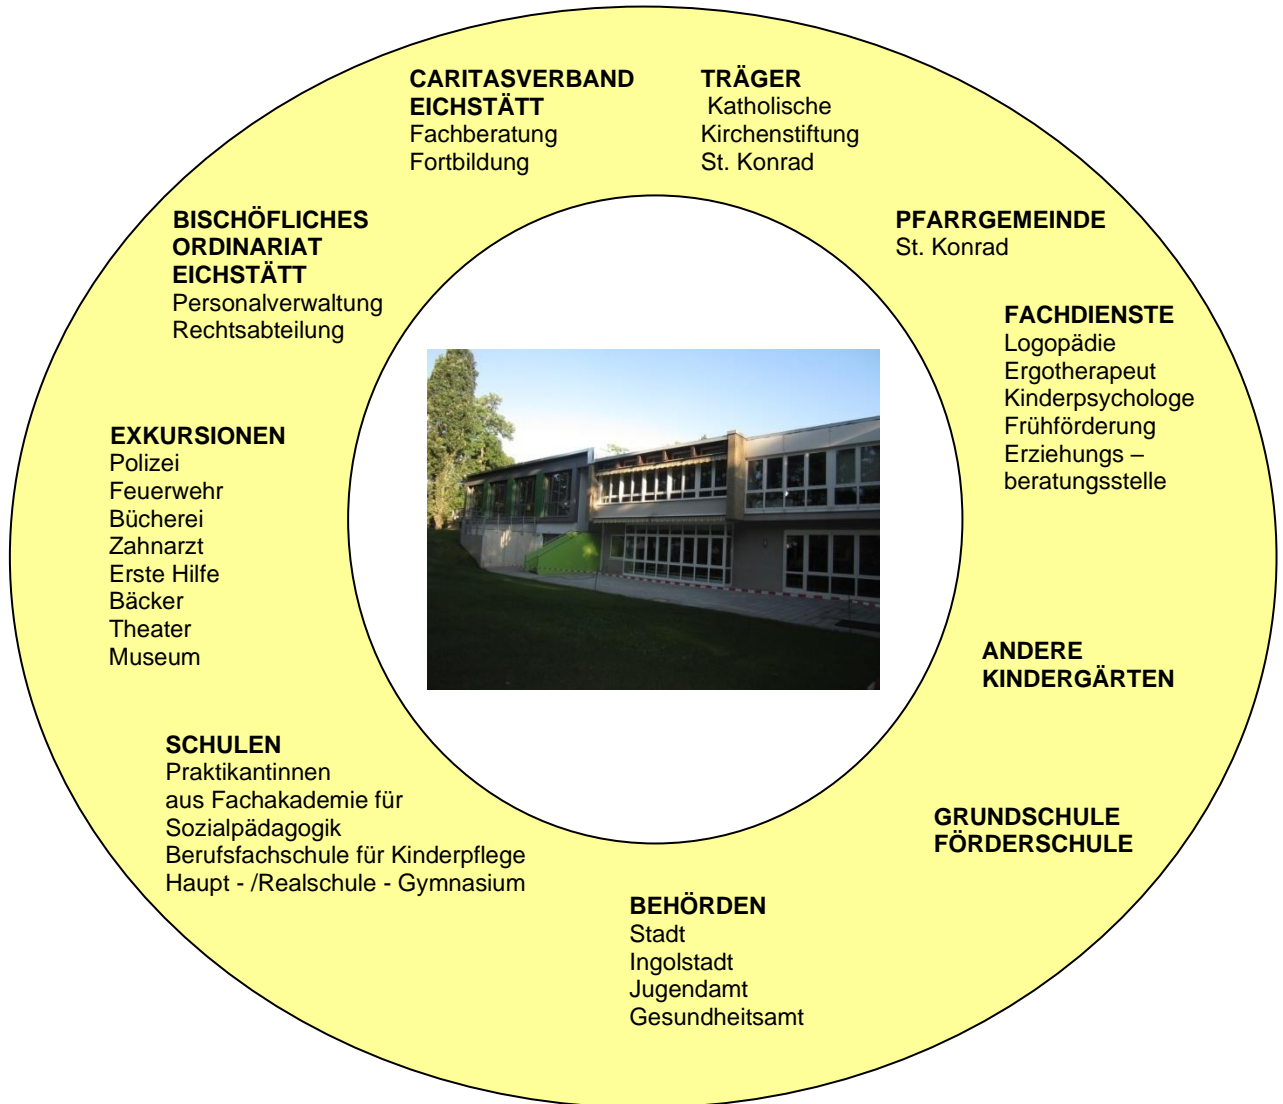 CARITASVERBAND
EICHSTÄTT
Fachberatung
Fortbildung
TRÄGER
Katholische
Kirchenstiftung
St. Konrad
PFARRGEMEINDE
St. Konrad
FACHDIENSTE
Logopädie
Ergotherapeut
Kinderpsychologe
Frühförderung
Erziehungs –
beratungsstelle
ANDERE
KINDERGÄRTEN
GRUNDSCHULE
FÖRDERSCHULE
BEHÖRDEN
Stadt
Ingolstadt
Jugendamt
Gesundheitsamt
SCHULEN
Praktikantinnen
aus Fachakademie für
Sozialpädagogik
Berufsfachschule für Kinderpflege
Haupt - /Realschule - Gymnasium
EXKURSIONEN
Polizei
Feuerwehr
Bücherei
Zahnarzt
Erste Hilfe
Bäcker
Theater
Museum
BISCHÖFLICHES
ORDINARIAT
EICHSTÄTT
Personalverwaltung
Rechtsabteilung